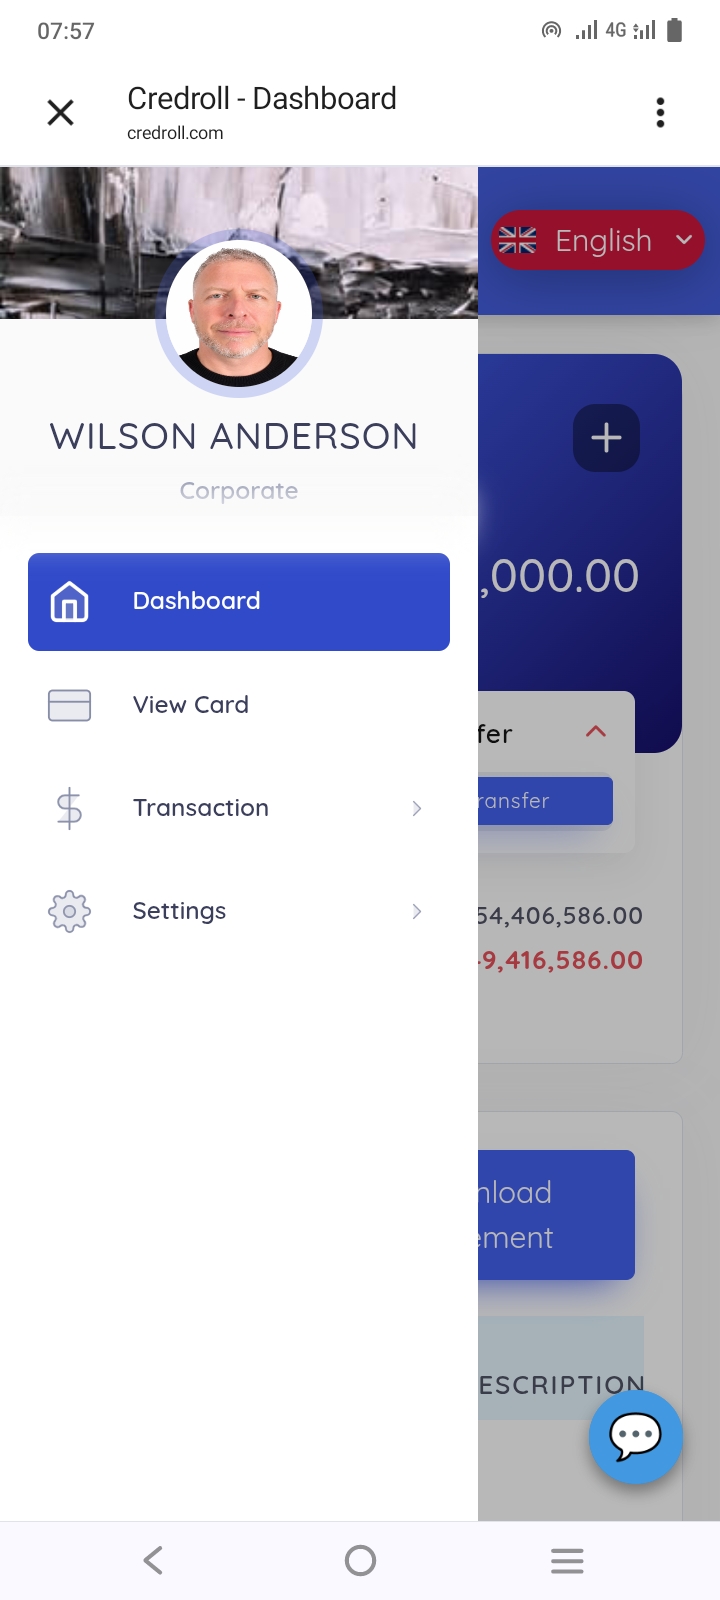 07:57
4G
Credroll - Dashboard
credroll.com
English
WILSON ANDERSON
Corporate
,000.00
Dashboard
View Card
fer
ransfer
Transaction
Settings
54,406,586.00
-9,416,586.00
nload
ement
ESCRIPTION